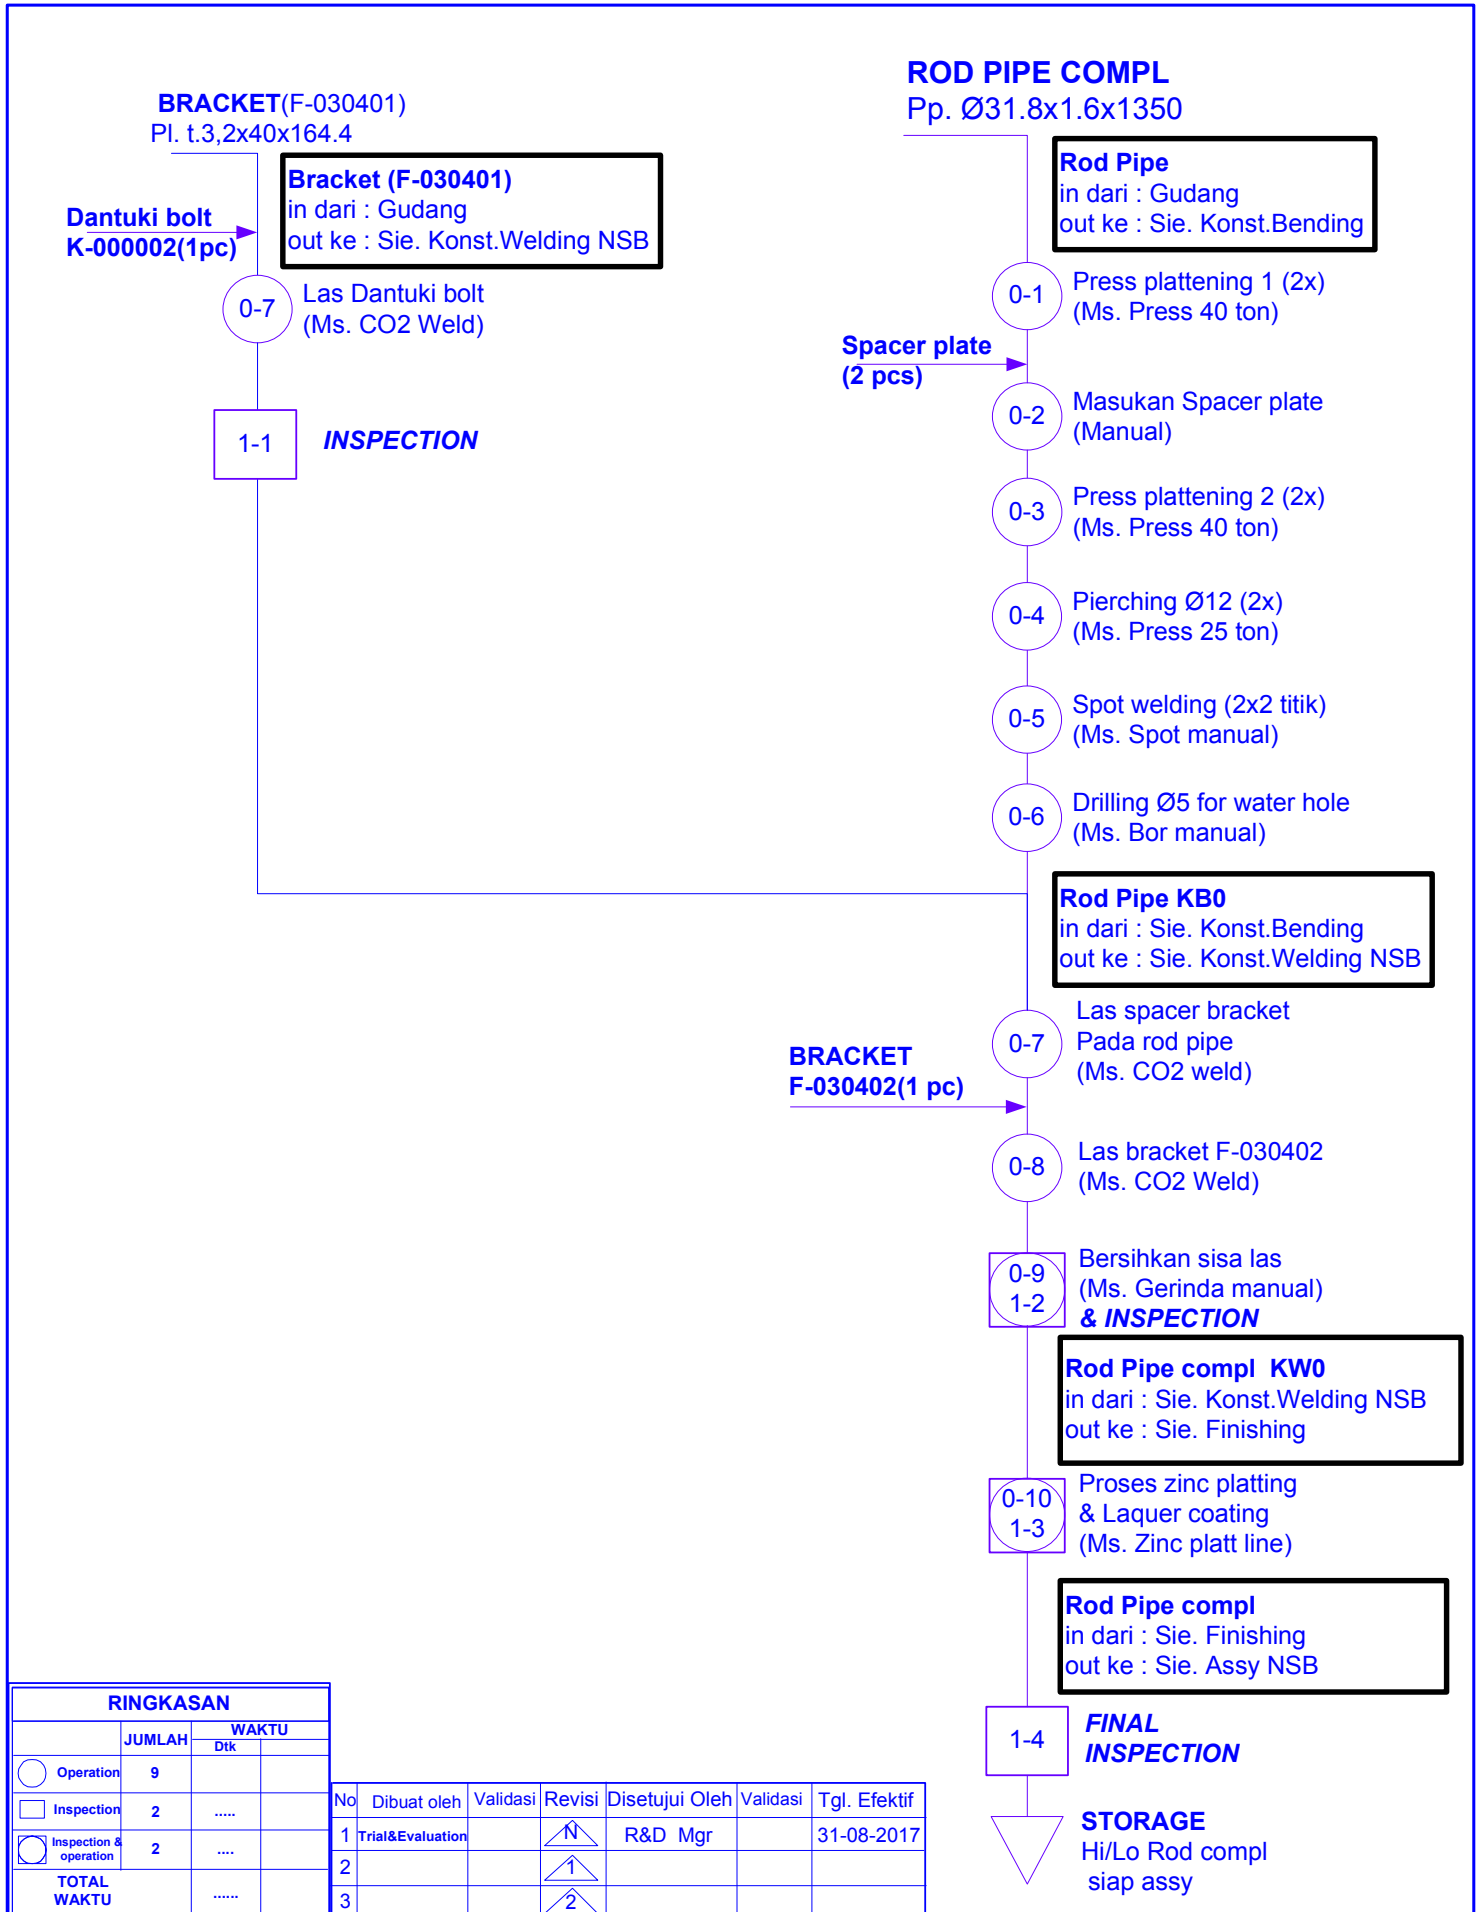 BRACKET(F-030401)
Pl. t.3,2x40x164.4
Bracket (F-030401)
in dari : Gudang
out ke : Sie. Konst.Welding NSB
Dantuki bolt
K-000002(1pc)
0-7
Las Dantuki bolt
(Ms. CO2 Weld)
1-1
INSPECTION
ROD PIPE COMPL
Pp. Ø31.8x1.6x1350
Rod Pipe
in dari : Gudang
out ke : Sie. Konst.Bending
0-1
Press plattening 1 (2x)
(Ms. Press 40 ton)
Spacer plate
(2 pcs)
0-2
Masukan Spacer plate
(Manual)
0-3
Press plattening 2 (2x)
(Ms. Press 40 ton)
0-4
Pierching Ø12 (2x)
(Ms. Press 25 ton)
0-5
Spot welding (2x2 titik)
(Ms. Spot manual)
0-6
Drilling Ø5 for water hole
(Ms. Bor manual)
Rod Pipe KB0
in dari : Sie. Konst.Bending
out ke : Sie. Konst.Welding NSB
0-7
Las spacer bracket
Pada rod pipe
(Ms. CO2 weld)
BRACKET
F-030402(1 pc)
0-8
Las bracket F-030402
(Ms. CO2 Weld)
0-9
1-2
Bersihkan sisa las
(Ms. Gerinda manual)
& INSPECTION
Rod Pipe compl  KW0
in dari : Sie. Konst.Welding NSB
out ke : Sie. Finishing
0-10
1-3
Proses zinc platting
& Laquer coating
(Ms. Zinc platt line)
Rod Pipe compl
in dari : Sie. Finishing
out ke : Sie. Assy NSB
1-4
FINAL
INSPECTION
STORAGE
Hi/Lo Rod compl
siap assy
RINGKASAN
JUMLAH WAKTU
Dtk
Operation 9
Inspection 2 .....
Inspection &
operation 2 ....
TOTAL
WAKTU ......
No Dibuat oleh Validasi Revisi Disetujui Oleh Validasi Tgl. Efektif
1 Trial&Evaluation N R&D Mgr 31-08-2017
2 1
3 2